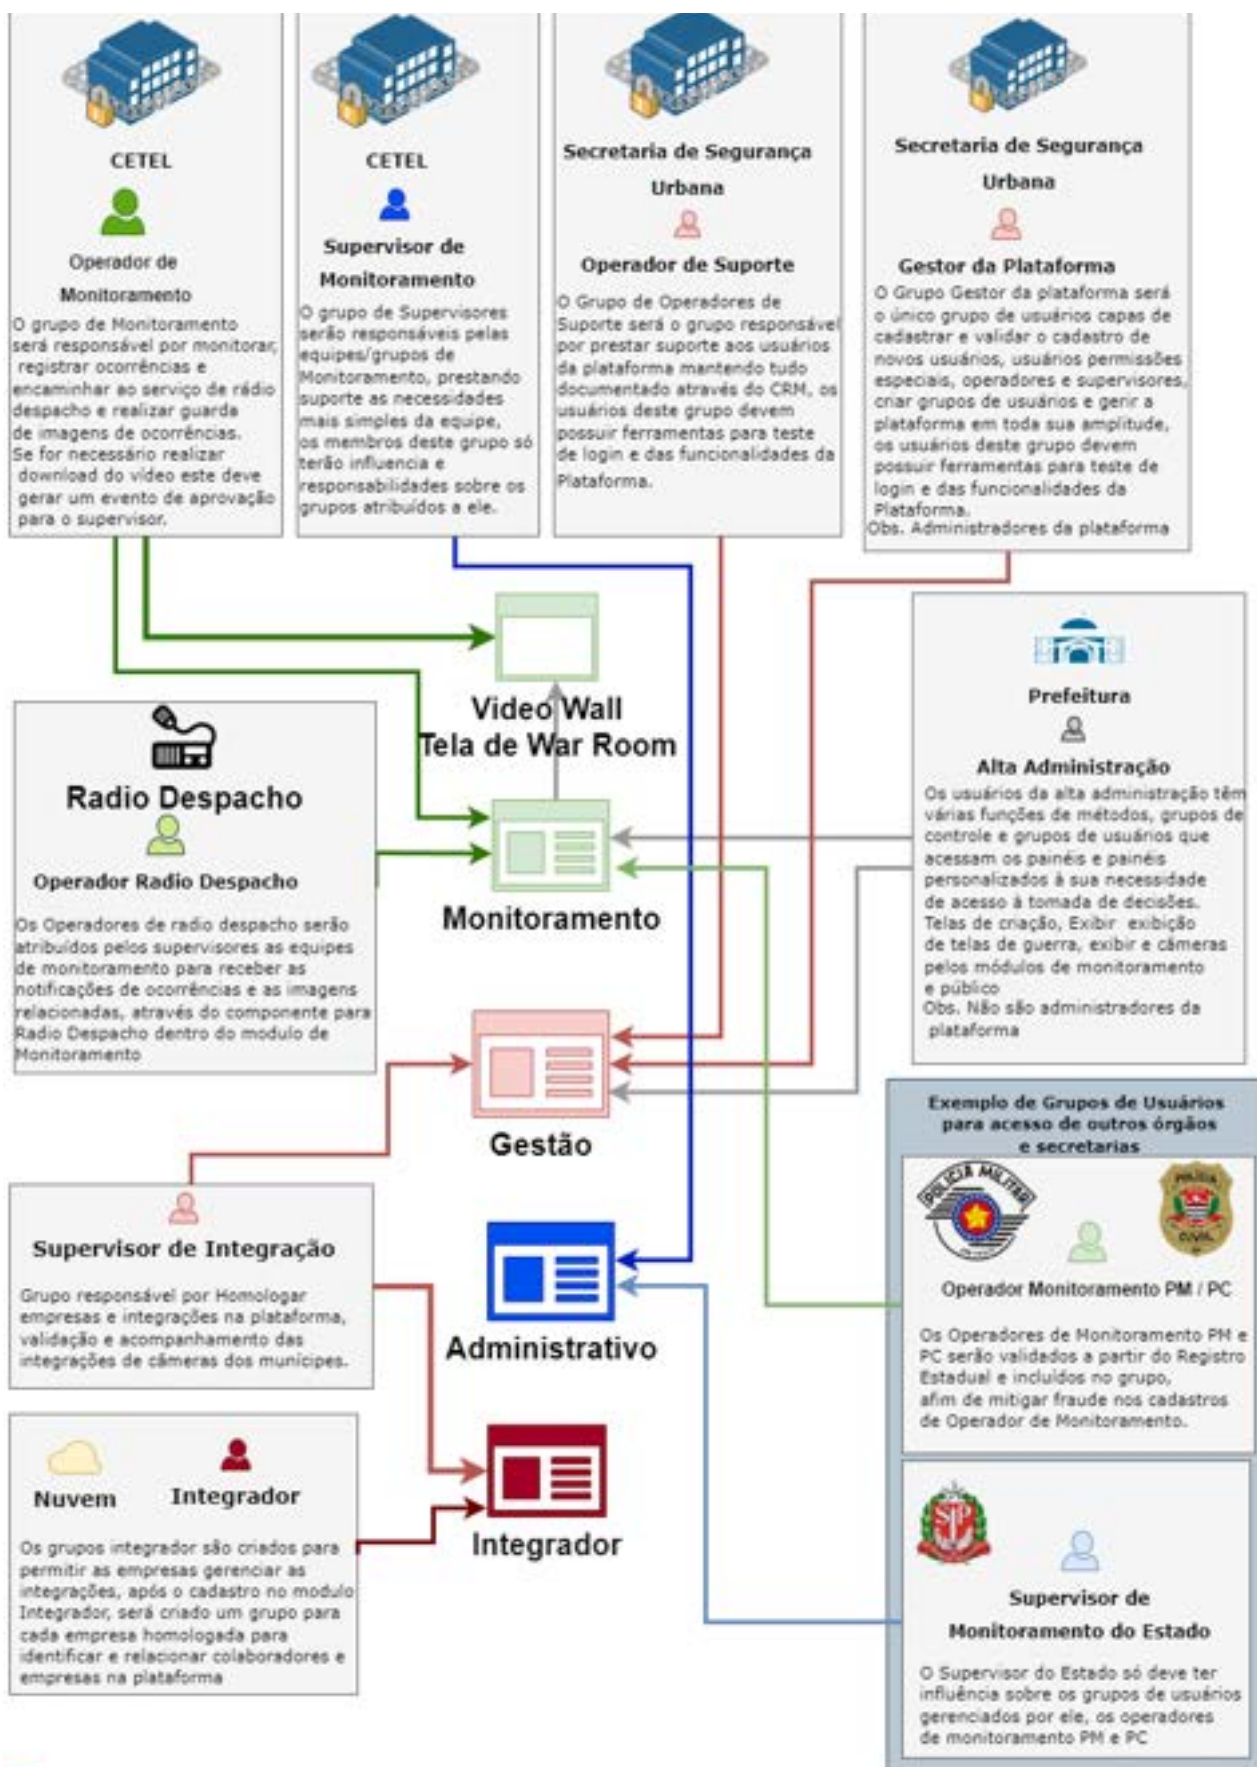 CETEL
Operador de
Monitoramento
O grupo de Monitoramento
será responsável por monitorar,
registrar ocorrências e
encaminhar ao serviço de rádio
despacho e realizar guarda
de imagens de ocorrências.
Se for necessário realizar
download do vídeo este deve
gerar um evento de aprovação
para o supervisor.
CETEL
Supervisor de
Monitoramento
O grupo de Supervisores
serão responsáveis pelas
equipes/grupos de
Monitoramento, prestando
suporte as necessidades
mais simples da equipe,
os membros deste grupo só
terão influencia e
responsabilidades sobre os
grupos atribuídos a ele.
Secretaria de Segurança
Urbana
Operador de Suporte
O Grupo de Operadores de
Suporte será o grupo responsável
por prestar suporte aos usuários
da plataforma mantendo tudo
documentado através do CRM, os
usuários deste grupo devem
possuir ferramentas para teste
de login e das funcionalidades da
Plataforma.
Secretaria de Segurança
Urbana
Gestor da Plataforma
O Grupo Gestor da plataforma será
o único grupo de usuários capas de
cadastrar e validar o cadastro de
novos usuários, usuários permissões
especiais, operadores e supervisores,
criar grupos de usuários e gerir a
plataforma em toda sua amplitude,
os usuários deste grupo devem
possuir ferramentas para teste de
login e das funcionalidades da
Plataforma.
Obs. Administradores da plataforma
Video Wall
Tela de War Room
Prefeitura
Alta Administração
Os usuários da alta administração têm
várias funções de métodos, grupos de
controle e grupos de usuários que
acessam os painéis e painéis
personalizados à sua necessidade
de acesso à tomada de decisões.
Telas de criação, Exibir exibição
de telas de guerra, exibir e câmeras
pelos módulos de monitoramento
e público
Obs. Não são administradores da
plataforma
Radio Despacho
Operador Radio Despacho
Os Operadores de radio despacho serão
atribuídos pelos supervisores as equipes
de monitoramento para receber as
notificações de ocorrências e as imagens
relacionadas, através do componente para
Radio Despacho dentro do modulo de
Monitoramento
Monitoramento
Gestão
Exemplo de Grupos de Usuários
para acesso de outros órgãos
e secretarias
POLÍCIA MILITAR
POLÍCIA
CIVIL
Operador Monitoramento PM / PC
Os Operadores de Monitoramento PM e
PC serão validados a partir do Registro
Estadual e incluídos no grupo,
afim de mitigar fraude nos cadastros
de Operador de Monitoramento.
Supervisor de Integração
Grupo responsável por Homologar
empresas e integrações na plataforma,
validação e acompanhamento das
integrações de câmeras dos munícipes.
Administrativo
Nuvem
Integrador
Os grupos integrador são criados para
permitir as empresas gerenciar as
integrações, após o cadastro no modulo
Integrador, será criado um grupo para
cada empresa homologada para
identificar e relacionar colaboradores e
empresas na plataforma
Integrador
Supervisor de
Monitoramento do Estado
O Supervisor do Estado só deve ter
influência sobre os grupos de usuários
gerenciados por ele, os operadores
de monitoramento PM e PC